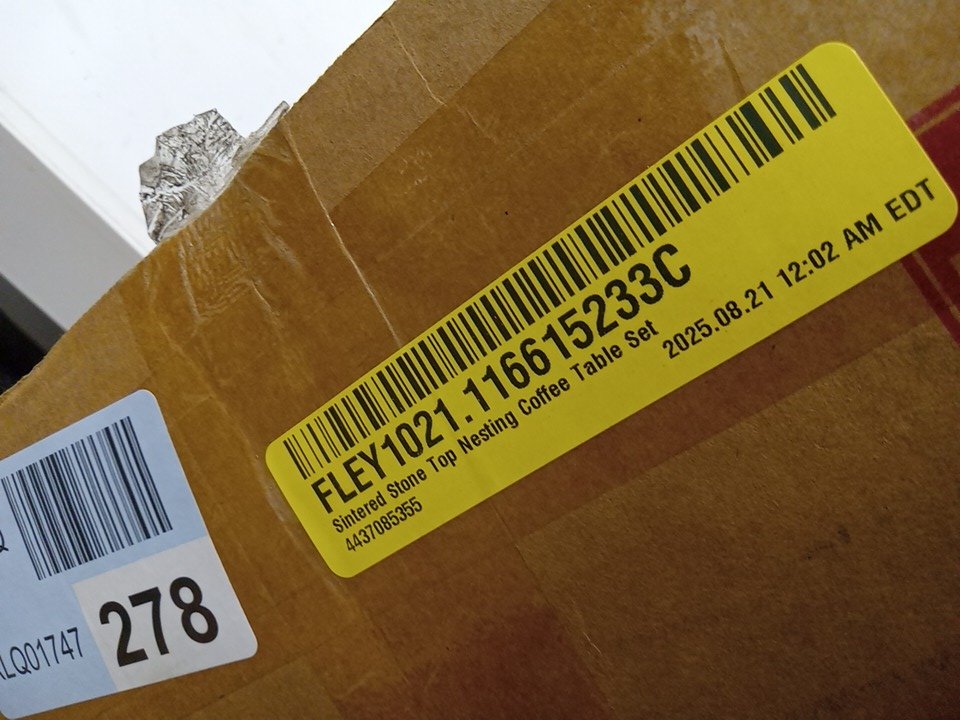 FLEY1021.116615233C
Sintered Stone Top Nesting Coffee Table Set
4437085355
2025.08.21 12:02 AM EDT
LQ01747
278